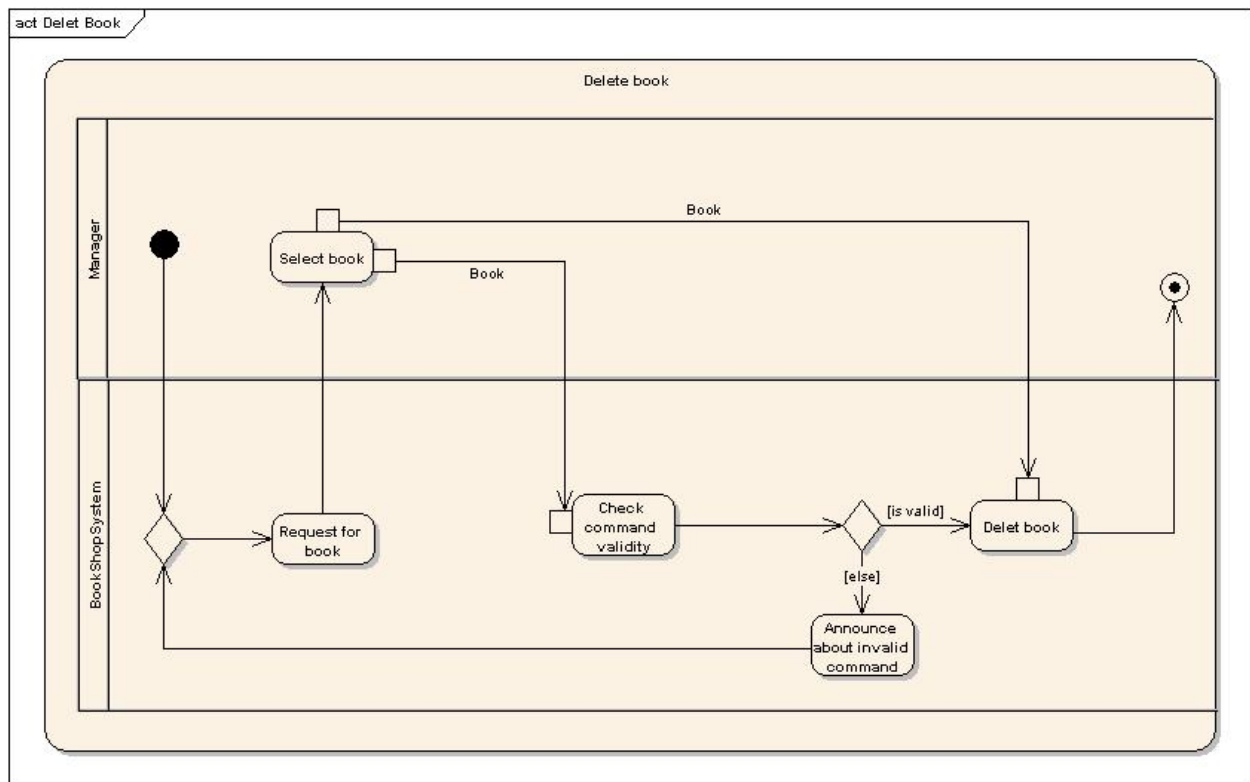 act Delet Book
Delete book
Manager
Book
Select book
Book
BookShopSystem
Request for
book
Check
command
validity
[is valid]
Delet book
[else]
Announce
about invalid
command